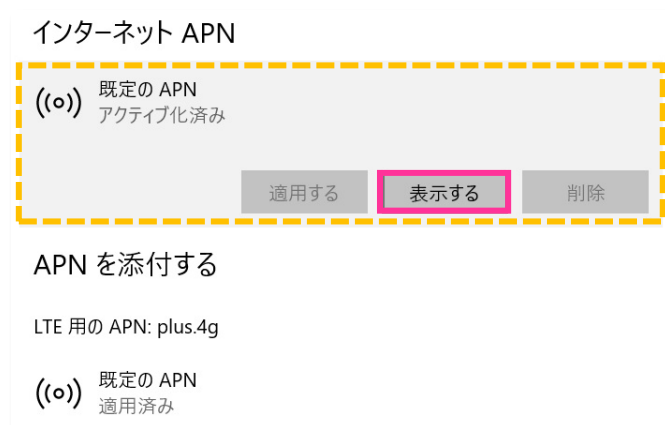 インターネット APN
既定の APN
アクティブ化済み
適用する 表示する 削除
APN を添付する
LTE 用の APN: plus.4g
既定の APN
適用済み